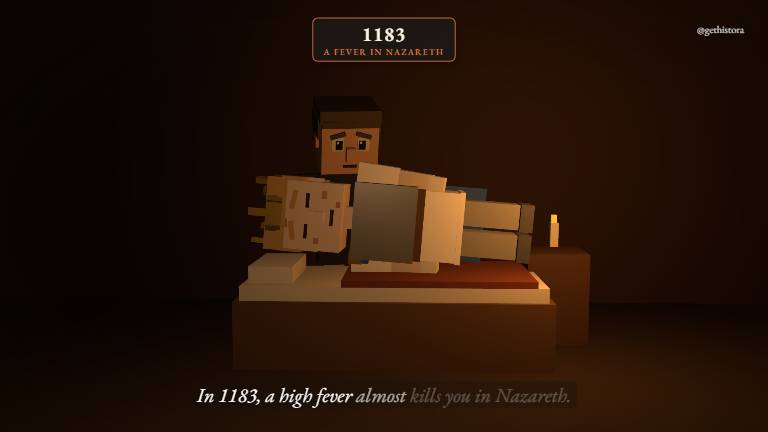 1183
A FEVER IN NAZARETH
@gethistora
In 1183, a high fever almost kills you in Nazareth.